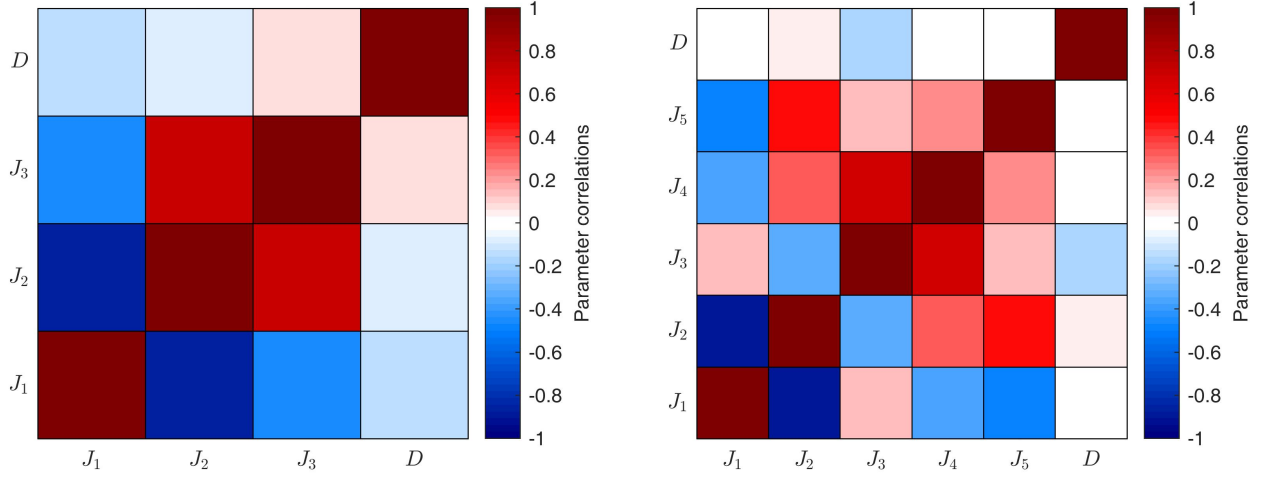 D
J₃
J₂
J₁
J₁ J₂ J₃ D
1
0.8
0.6
0.4
0.2
0
-0.2
-0.4
-0.6
-0.8
-1
Parameter correlations
D
J₅
J₄
J₃
J₂
J₁
J₁ J₂ J₃ J₄ J₅ D
1
0.8
0.6
0.4
0.2
0
-0.2
-0.4
-0.6
-0.8
-1
Parameter correlations